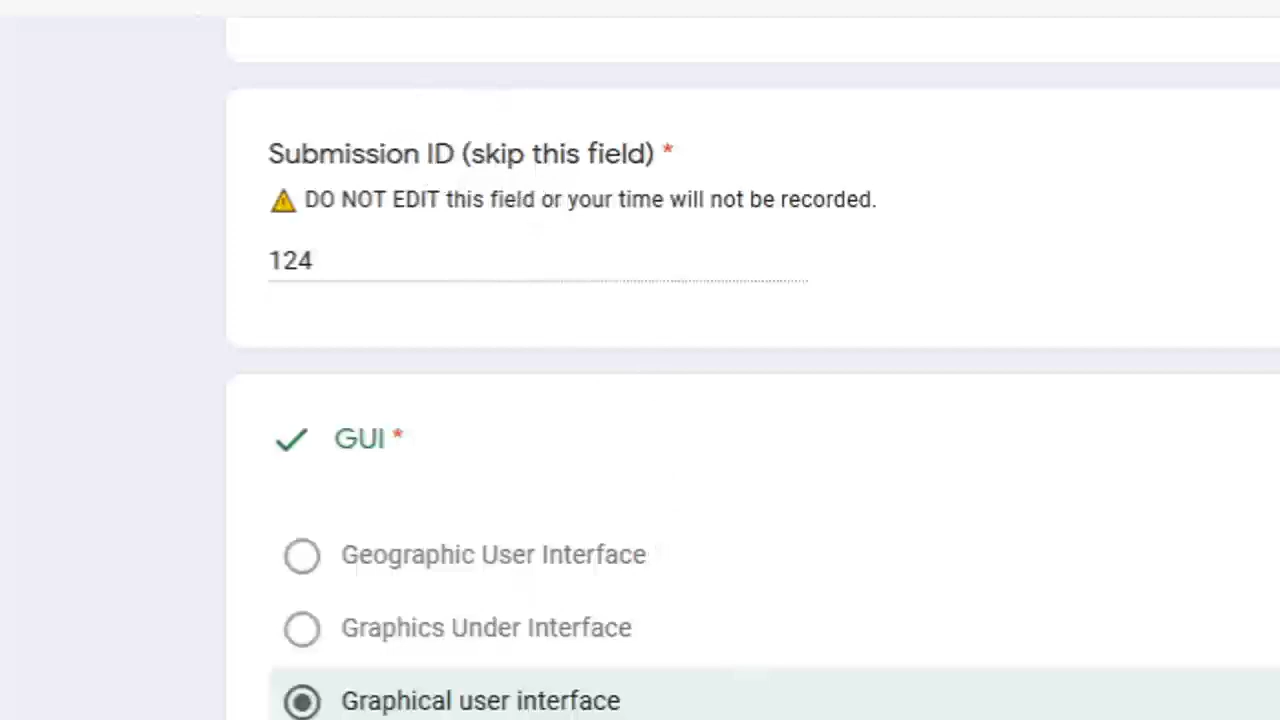 Submission ID (skip this field) *
⚠ DO NOT EDIT this field or your time will not be recorded.
124
GUI *
Geographic User Interface
Graphics Under Interface
Graphical user interface